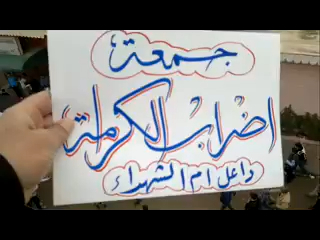 جمعة
اضراب الكرامة
داعل ام الشهداء